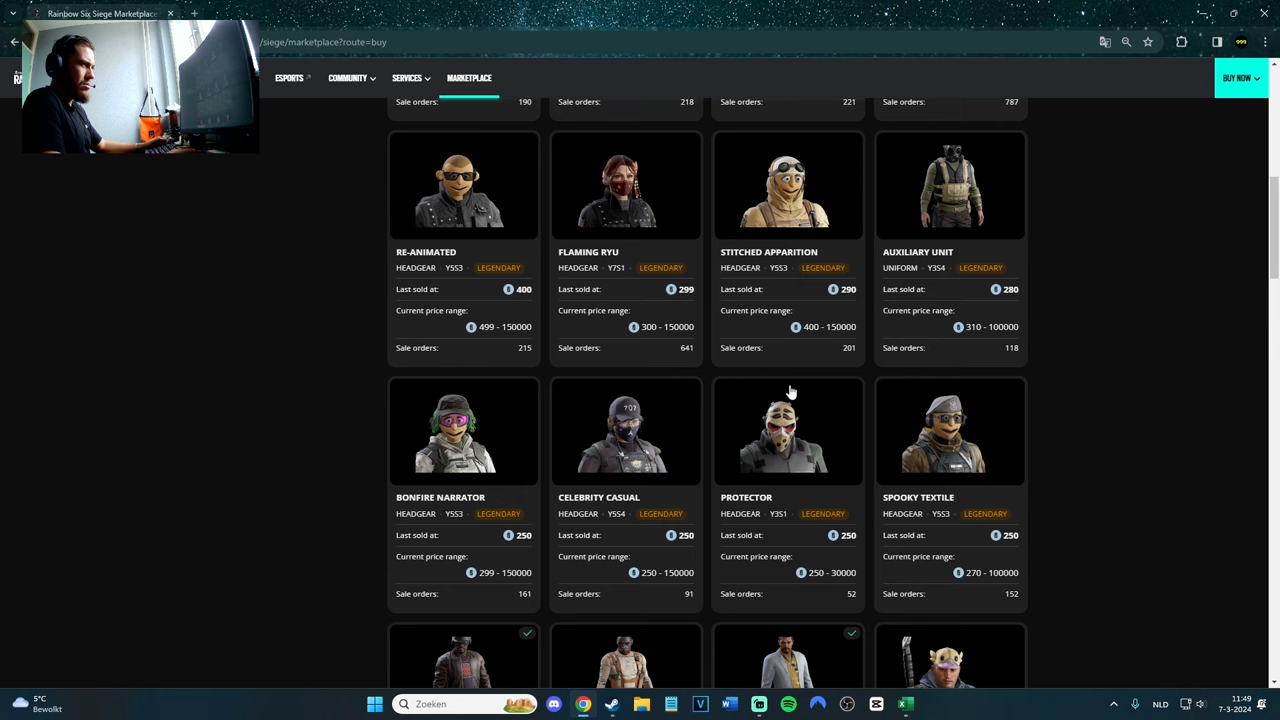 Rainbow Six Siege Marketplace
/siege/marketplace?route=buy
ESPORTS COMMUNITY SERVICES MARKETPLACE BUY NOW
Sale orders: 190 Sale orders: 218 Sale orders: 221 Sale orders: 787
RE-ANIMATED FLAMING RYU STITCHED APPARITION AUXILIARY UNIT
HEADGEAR · Y5S3 · LEGENDARY HEADGEAR · Y7S1 · LEGENDARY HEADGEAR · Y5S3 · LEGENDARY UNIFORM · Y3S4 · LEGENDARY
Last sold at: 400 Last sold at: 299 Last sold at: 290 Last sold at: 280
Current price range: Current price range: Current price range: Current price range:
499 - 150000 300 - 150000 400 - 150000 310 - 100000
Sale orders: 215 Sale orders: 641 Sale orders: 201 Sale orders: 118
BONFIRE NARRATOR CELEBRITY CASUAL PROTECTOR SPOOKY TEXTILE
HEADGEAR · Y5S3 · LEGENDARY HEADGEAR · Y5S4 · LEGENDARY HEADGEAR · Y3S1 · LEGENDARY HEADGEAR · Y5S3 · LEGENDARY
Last sold at: 250 Last sold at: 250 Last sold at: 250 Last sold at: 250
Current price range: Current price range: Current price range: Current price range:
299 - 150000 250 - 150000 250 - 30000 270 - 100000
Sale orders: 161 Sale orders: 91 Sale orders: 52 Sale orders: 152
5°C
Bewolkt
Zoeken
NLD
11:49
7-3-2024